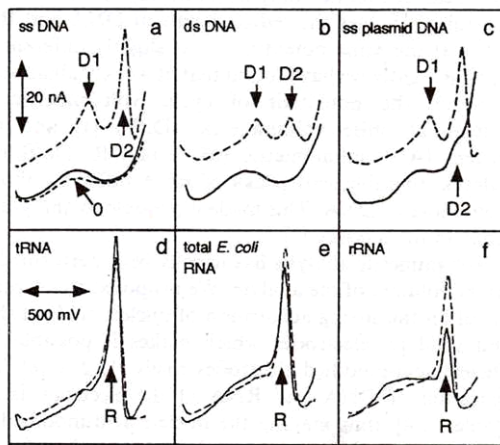 ss DNA
a
20 nA
D1
D2
0
ds DNA
b
D1
D2
ss plasmid DNA
c
D1
D2
tRNA
d
500 mV
R
total E. coli
RNA
e
R
rRNA
f
R